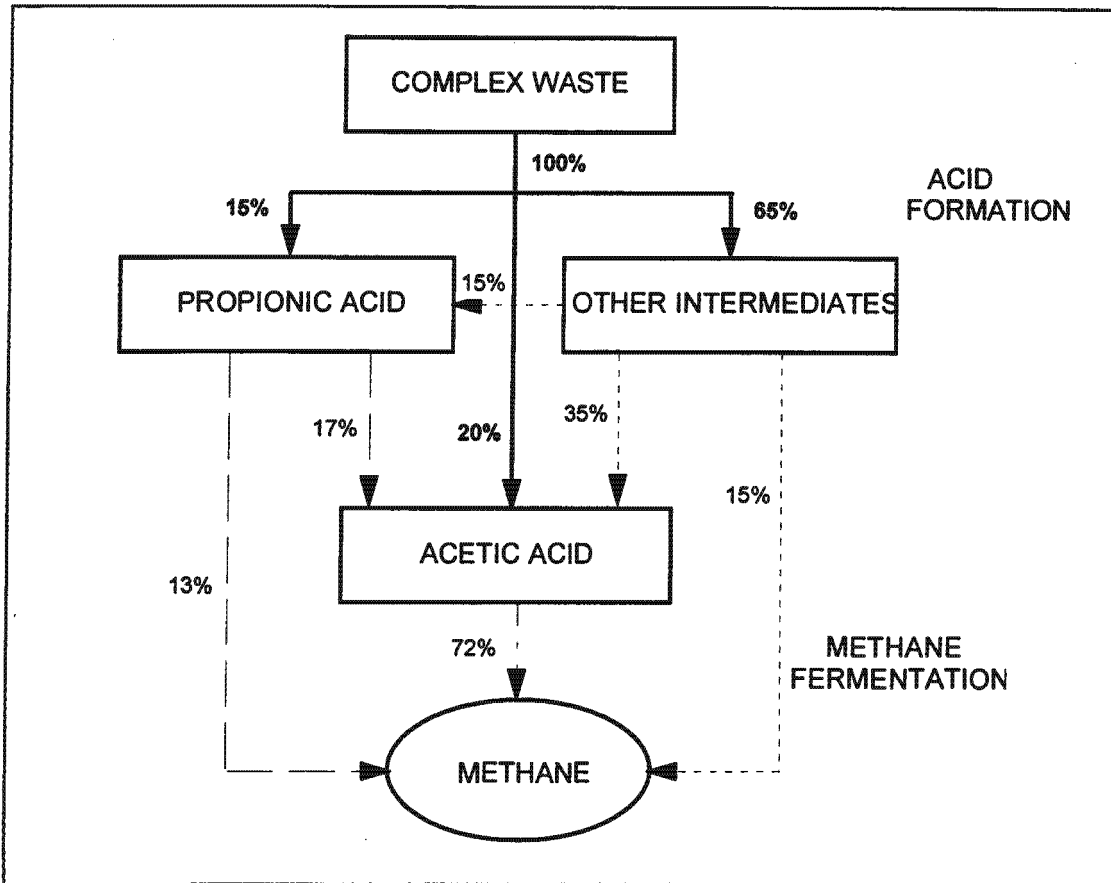 COMPLEX WASTE
100%
ACID
FORMATION
15%
65%
PROPIONIC ACID
15%
OTHER INTERMEDIATES
17%
20%
35%
15%
ACETIC ACID
13%
72%
METHANE
FERMENTATION
METHANE